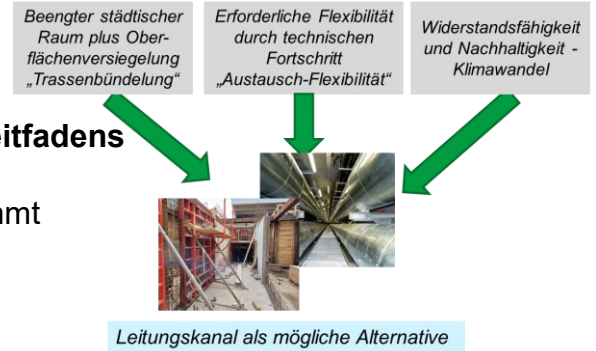 Beengter städtischer
Raum plus Ober-
flächenversiegelung
„Trassenbündelung“
Erforderliche Flexibilität
durch technischen
Fortschritt
„Austausch-Flexibilität“
Widerstandsfähigkeit
und Nachhaltigkeit -
Klimawandel
eitfadens
mmt
Leitungskanal als mögliche Alternative